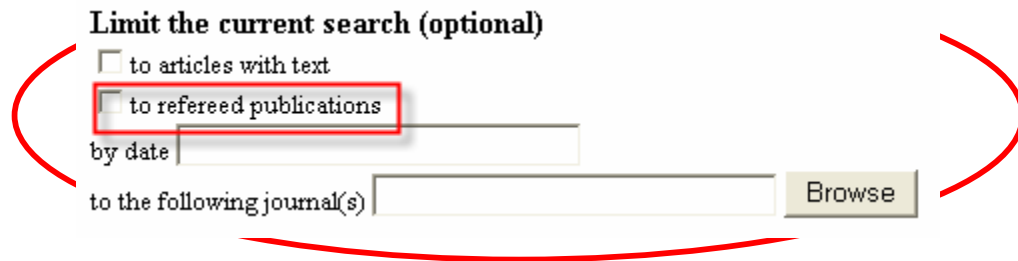 Limit the current search (optional)
to articles with text
to refereed publications
by date
to the following journal(s) Browse